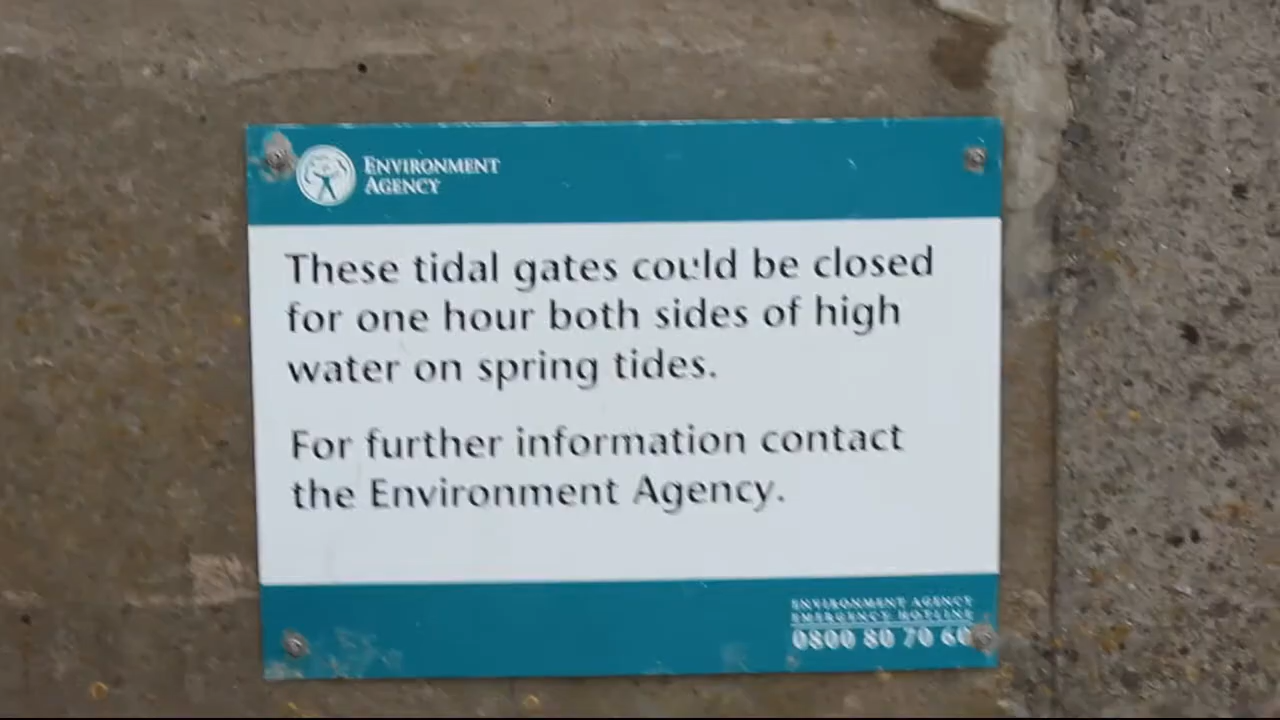 ENVIRONMENT
AGENCY
These tidal gates could be closed
for one hour both sides of high
water on spring tides.
For further information contact
the Environment Agency.
ENVIRONMENT AGENCY
EMERGENCY HOTLINE
0800 80 70 60